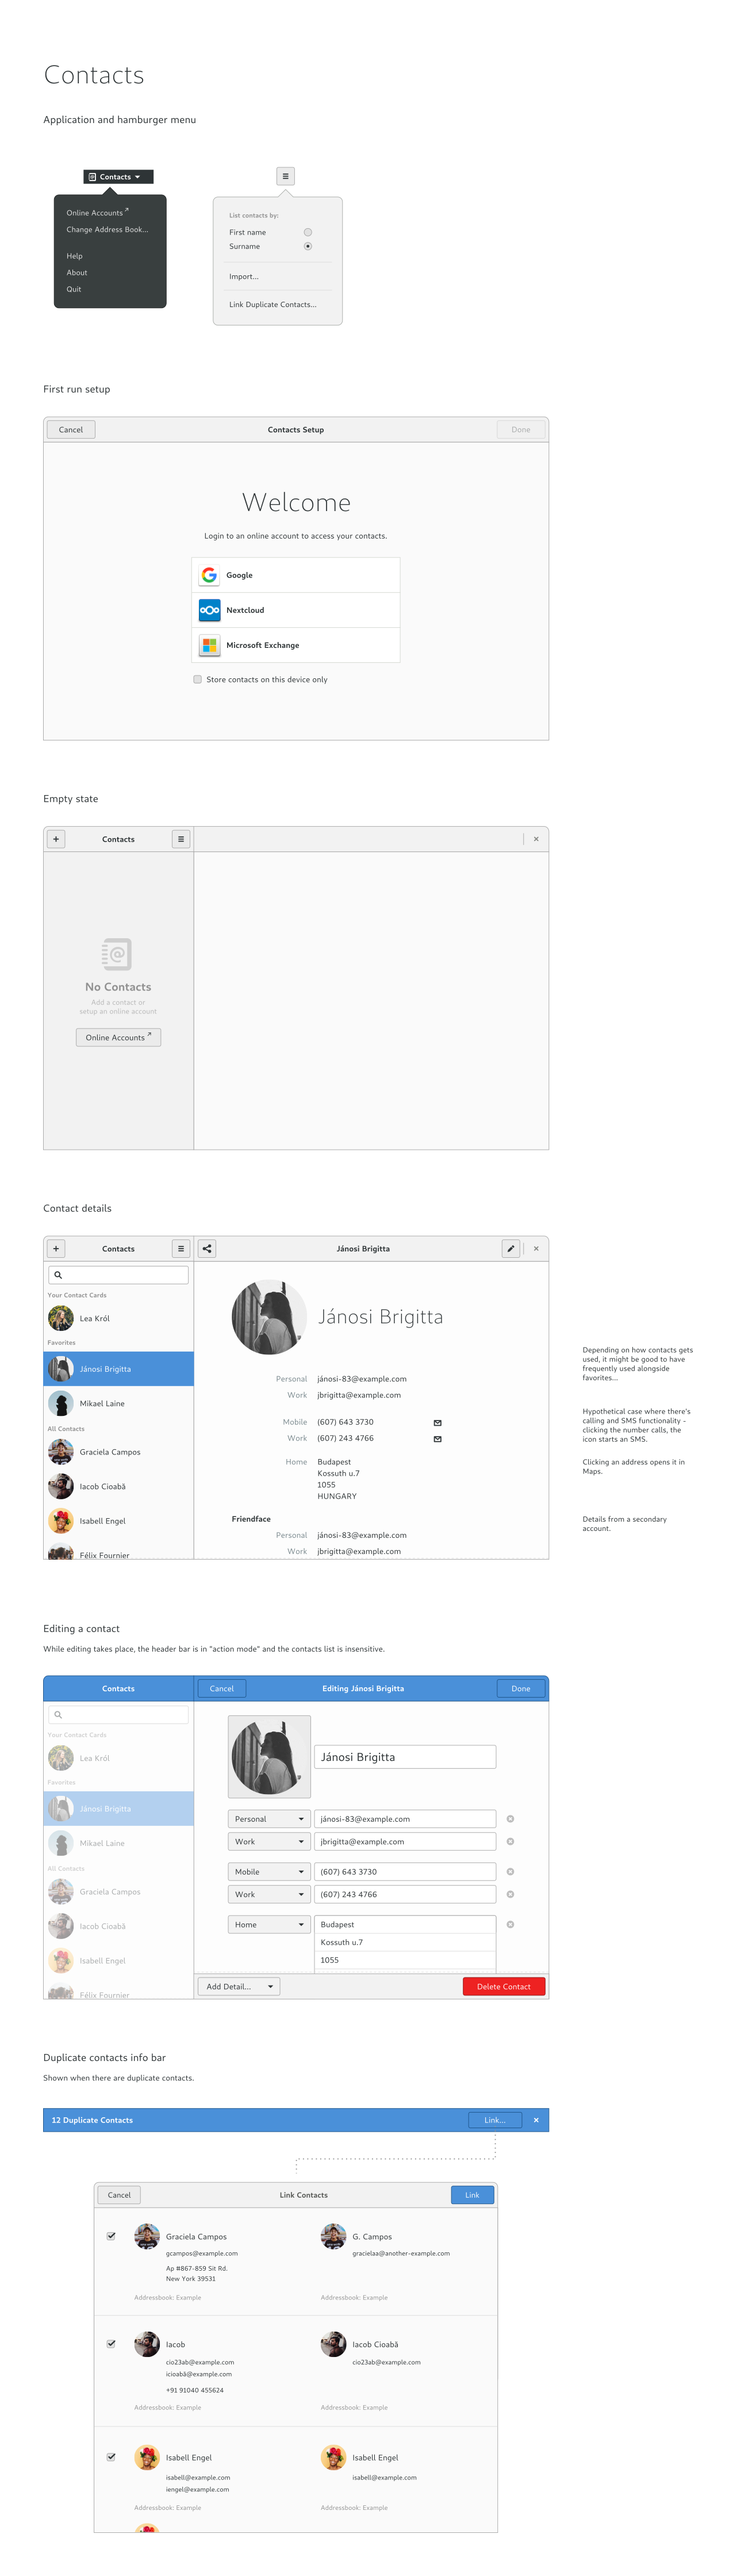 Contacts
Application and hamburger menu
Contacts
Online Accounts
Change Address Book...
Help
About
Quit
List contacts by:
First name
Surname
Import...
Link Duplicate Contacts...
First run setup
Cancel
Contacts Setup
Done
Welcome
Login to an online account to access your contacts.
Google
Nextcloud
Microsoft Exchange
Store contacts on this device only
Empty state
Contacts
No Contacts
Add a contact or
setup an online account
Online Accounts
Contact details
Contacts
Jánosi Brigitta
Your Contact Cards
Lea Król
Favorites
Jánosi Brigitta
Mikael Laine
All Contacts
Graciela Campos
Iacob Cioabă
Isabell Engel
Félix Fournier
Jánosi Brigitta
Personal jánosi-83@example.com
Work jbrigitta@example.com
Mobile (607) 643 3730
Work (607) 243 4766
Home Budapest
Kossuth u.7
1055
HUNGARY
Friendface
Personal jánosi-83@example.com
Work jbrigitta@example.com
Depending on how contacts gets
used, it might be good to have
frequently used alongside
favorites...
Hypothetical case where there's
calling and SMS functionality -
clicking the number calls, the
icon starts an SMS.
Clicking an address opens it in
Maps.
Details from a secondary
account.
Editing a contact
While editing takes place, the header bar is in "action mode" and the contacts list is insensitive.
Contacts
Cancel
Editing Jánosi Brigitta
Done
Your Contact Cards
Lea Król
Favorites
Jánosi Brigitta
Mikael Laine
All Contacts
Graciela Campos
Iacob Cioabă
Isabell Engel
Félix Fournier
Jánosi Brigitta
Personal jánosi-83@example.com
Work jbrigitta@example.com
Mobile (607) 643 3730
Work (607) 243 4766
Home Budapest
Kossuth u.7
1055
Add Detail...
Delete Contact
Duplicate contacts info bar
Shown when there are duplicate contacts.
12 Duplicate Contacts
Link...
Cancel
Link Contacts
Link
Graciela Campos
gcampos@example.com
Ap #867-859 Sit Rd.
New York 39531
Addressbook: Example
G. Campos
gracielaa@another-example.com
Addressbook: Example
Iacob
cio23ab@example.com
icioabă@example.com
+91 91040 455624
Addressbook: Example
Iacob Cioabă
cio23ab@example.com
Addressbook: Example
Isabell Engel
isabell@example.com
iengel@example.com
Addressbook: Example
Isabell Engel
isabell@example.com
Addressbook: Example